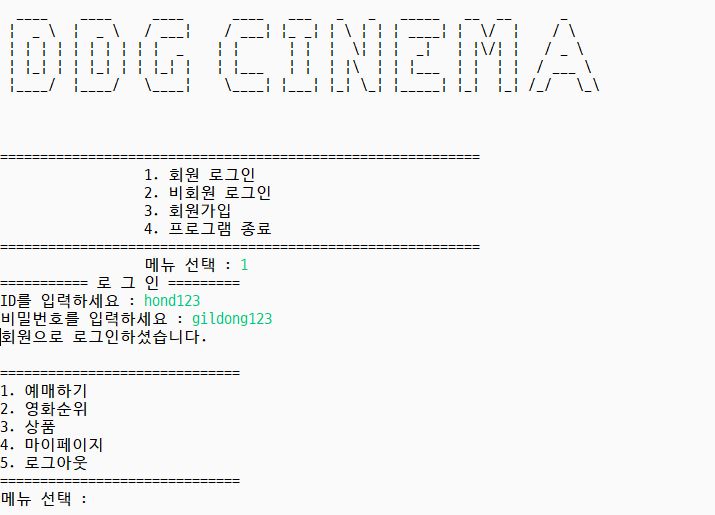 DDG CINEMA
============================================================
1. 회원 로그인
2. 비회원 로그인
3. 회원가입
4. 프로그램 종료
============================================================
메뉴 선택 : 1
=========== 로 그 인 =========
ID를 입력하세요 : hond123
비밀번호를 입력하세요 : gildong123
회원으로 로그인하셨습니다.
==============================
1. 예매하기
2. 영화순위
3. 상품
4. 마이페이지
5. 로그아웃
==============================
메뉴 선택 :